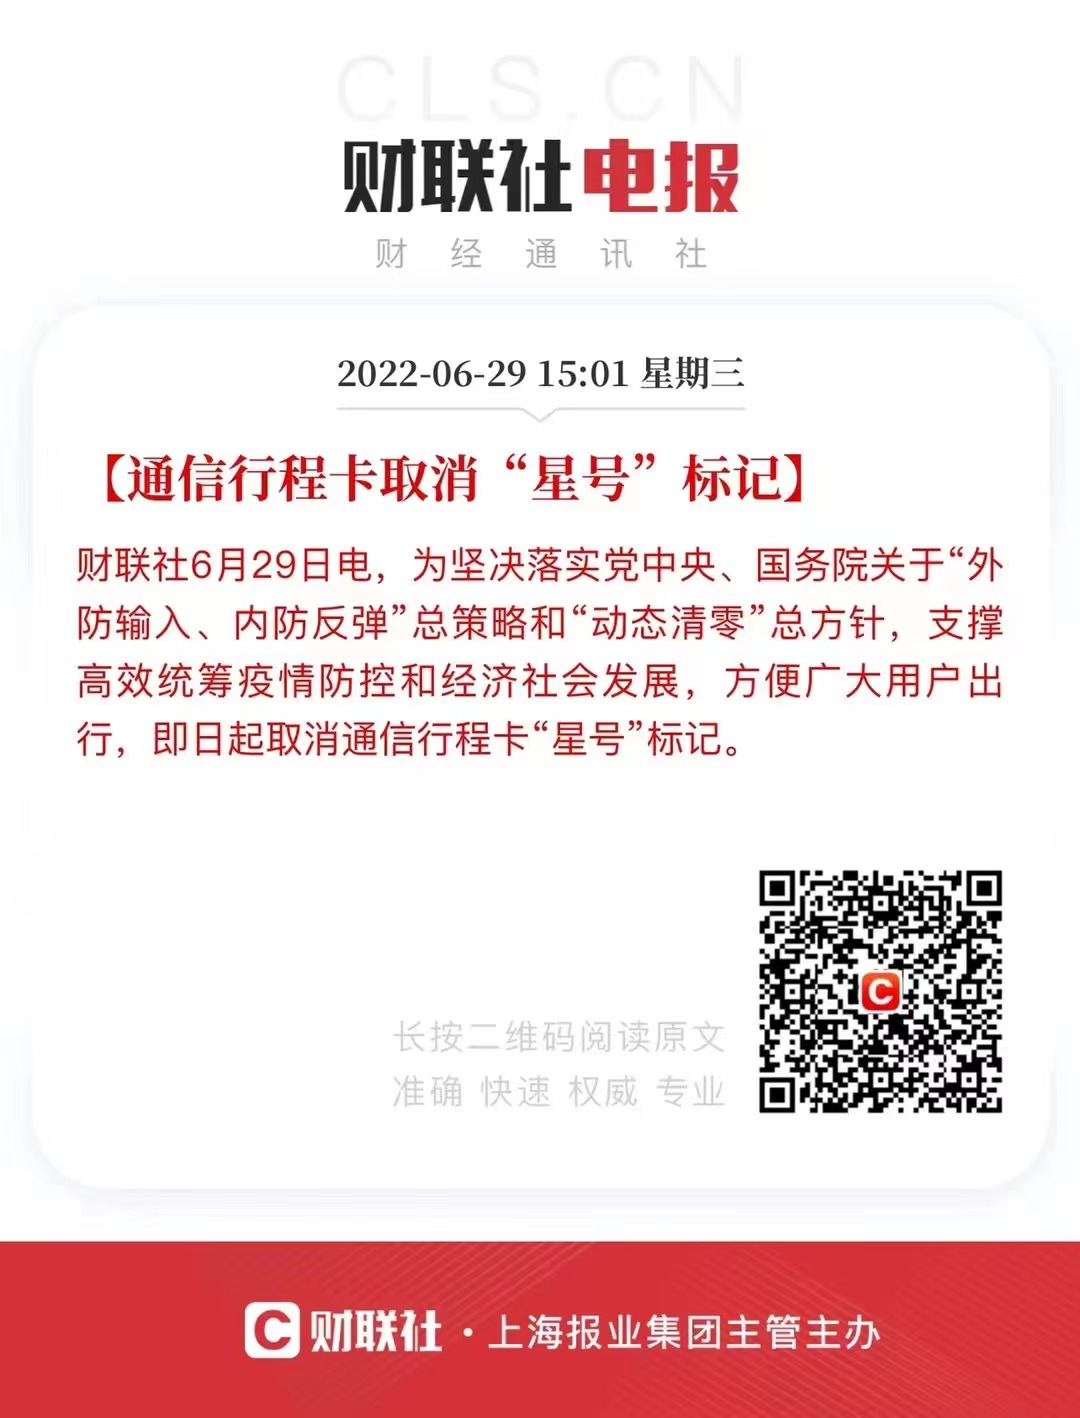 CLS.CN
财联社电报
财经通讯社
2022-06-29 15:01 星期三
【通信行程卡取消“星号”标记】
财联社6月29日电，为坚决落实党中央、国务院关于“外
防输入、内防反弹”总策略和“动态清零”总方针，支撑
高效统筹疫情防控和经济社会发展，方便广大用户出
行，即日起取消通信行程卡“星号”标记。
长按二维码阅读原文
准确 快速 权威 专业
C 财联社·上海报业集团主管主办